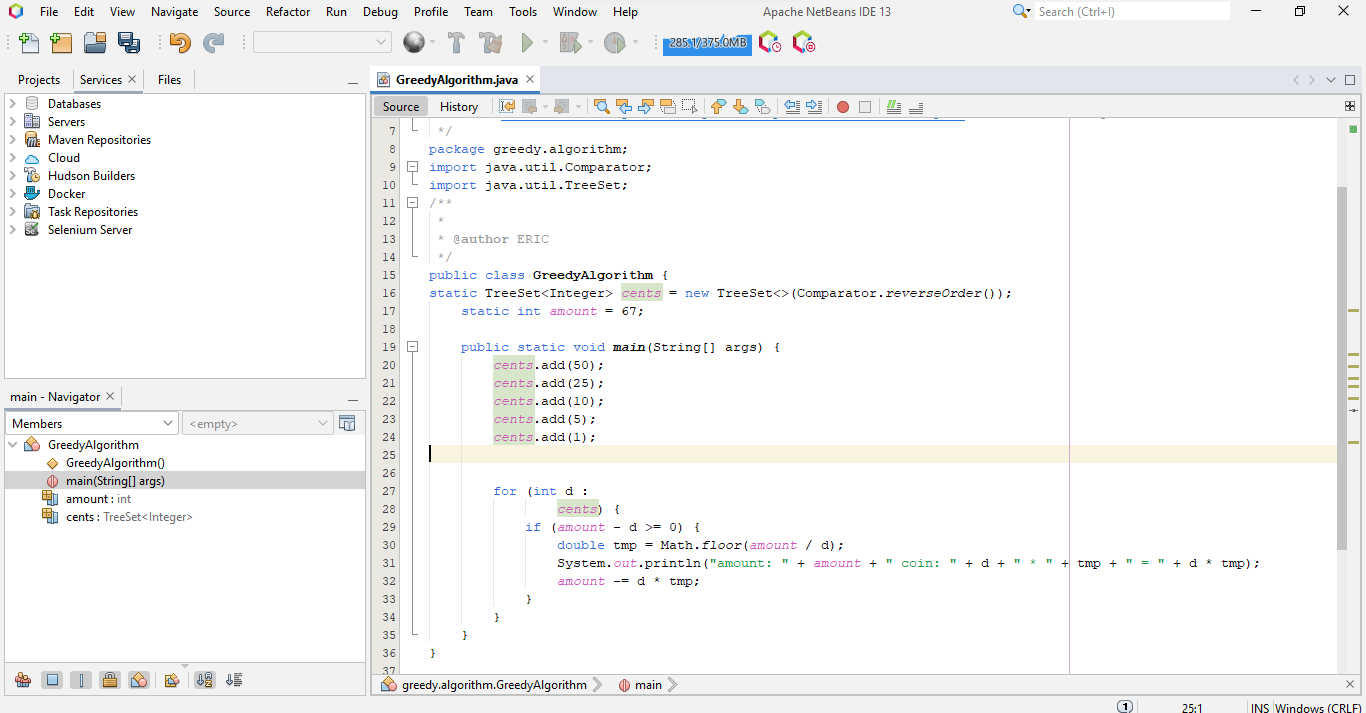 File Edit View Navigate Source Refactor Run Debug Profile Team Tools Window Help Apache NetBeans IDE 13 Search (Ctrl+I)
285.1/375.0MB
Projects Services Files
Databases
Servers
Maven Repositories
Cloud
Hudson Builders
Docker
Task Repositories
Selenium Server
main - Navigator
Members <empty>
GreedyAlgorithm
GreedyAlgorithm()
main(String[] args)
amount : int
cents : TreeSet<Integer>
GreedyAlgorithm.java
Source History
7 */
8 package greedy.algorithm;
9 import java.util.Comparator;
10 import java.util.TreeSet;
11 /**
12 *
13 * @author ERIC
14 */
15 public class GreedyAlgorithm {
16 static TreeSet<Integer> cents = new TreeSet<>(Comparator.reverseOrder());
17 static int amount = 67;
18
19 public static void main(String[] args) {
20 cents.add(50);
21 cents.add(25);
22 cents.add(10);
23 cents.add(5);
24 cents.add(1);
25
26
27 for (int d :
28 cents) {
29 if (amount - d >= 0) {
30 double tmp = Math.floor(amount / d);
31 System.out.println("amount: " + amount + " coin: " + d + " * " + tmp + " = " + d * tmp);
32 amount -= d * tmp;
33 }
34 }
35 }
36 }
37
greedy.algorithm.GreedyAlgorithm main
1 25:1 INS Windows (CRLF)